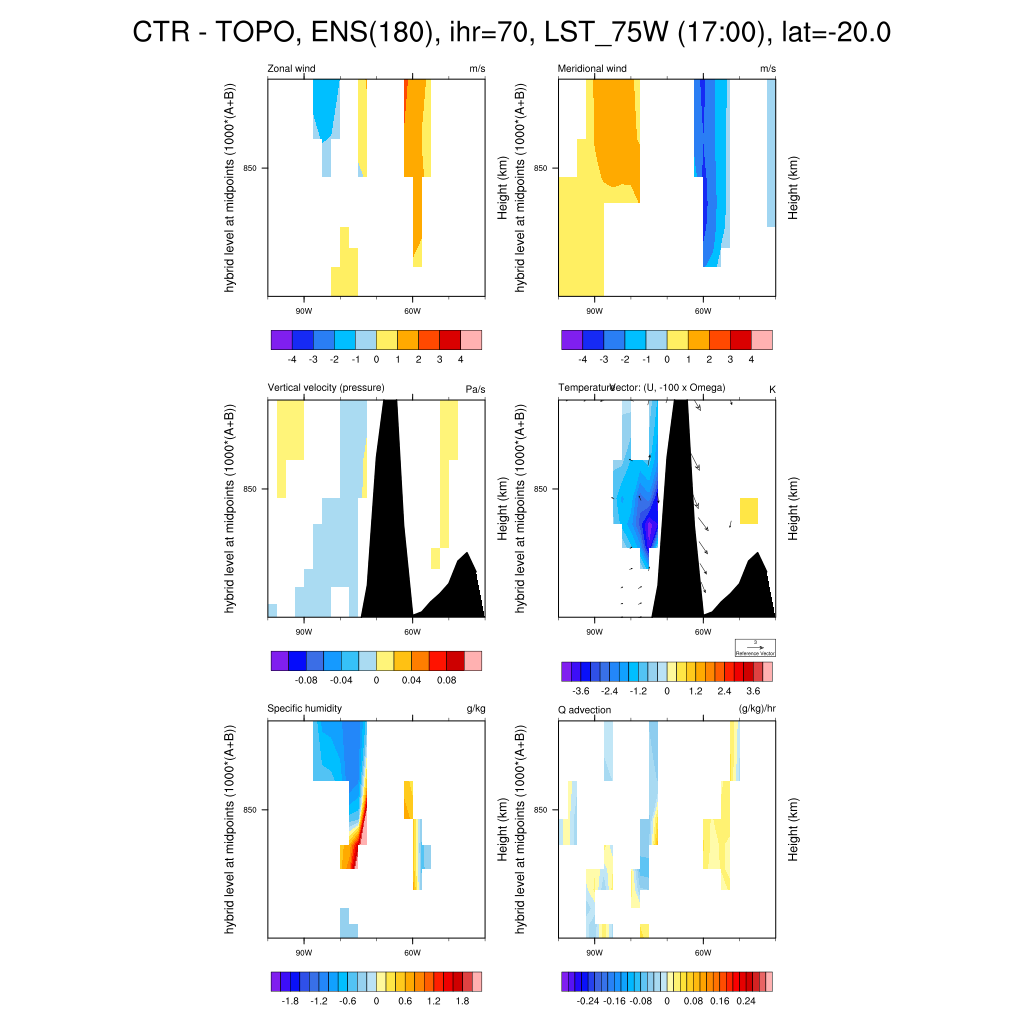 CTR - TOPO, ENS(180), ihr=70, LST_75W (17:00), lat=-20.0
Zonal wind m/s
hybrid level at midpoints (1000*(A+B))
850
Height (km)
90W 60W
-4 -3 -2 -1 0 1 2 3 4
Meridional wind m/s
hybrid level at midpoints (1000*(A+B))
850
Height (km)
90W 60W
-4 -3 -2 -1 0 1 2 3 4
Vertical velocity (pressure) Pa/s
hybrid level at midpoints (1000*(A+B))
850
Height (km)
90W 60W
-0.08 -0.04 0 0.04 0.08
Temperature Vector: (U, -100 x Omega) K
hybrid level at midpoints (1000*(A+B))
850
Height (km)
90W 60W
3
Reference Vector
-3.6 -2.4 -1.2 0 1.2 2.4 3.6
Specific humidity g/kg
hybrid level at midpoints (1000*(A+B))
850
Height (km)
90W 60W
-1.8 -1.2 -0.6 0 0.6 1.2 1.8
Q advection (g/kg)/hr
hybrid level at midpoints (1000*(A+B))
850
Height (km)
90W 60W
-0.24 -0.16 -0.08 0 0.08 0.16 0.24